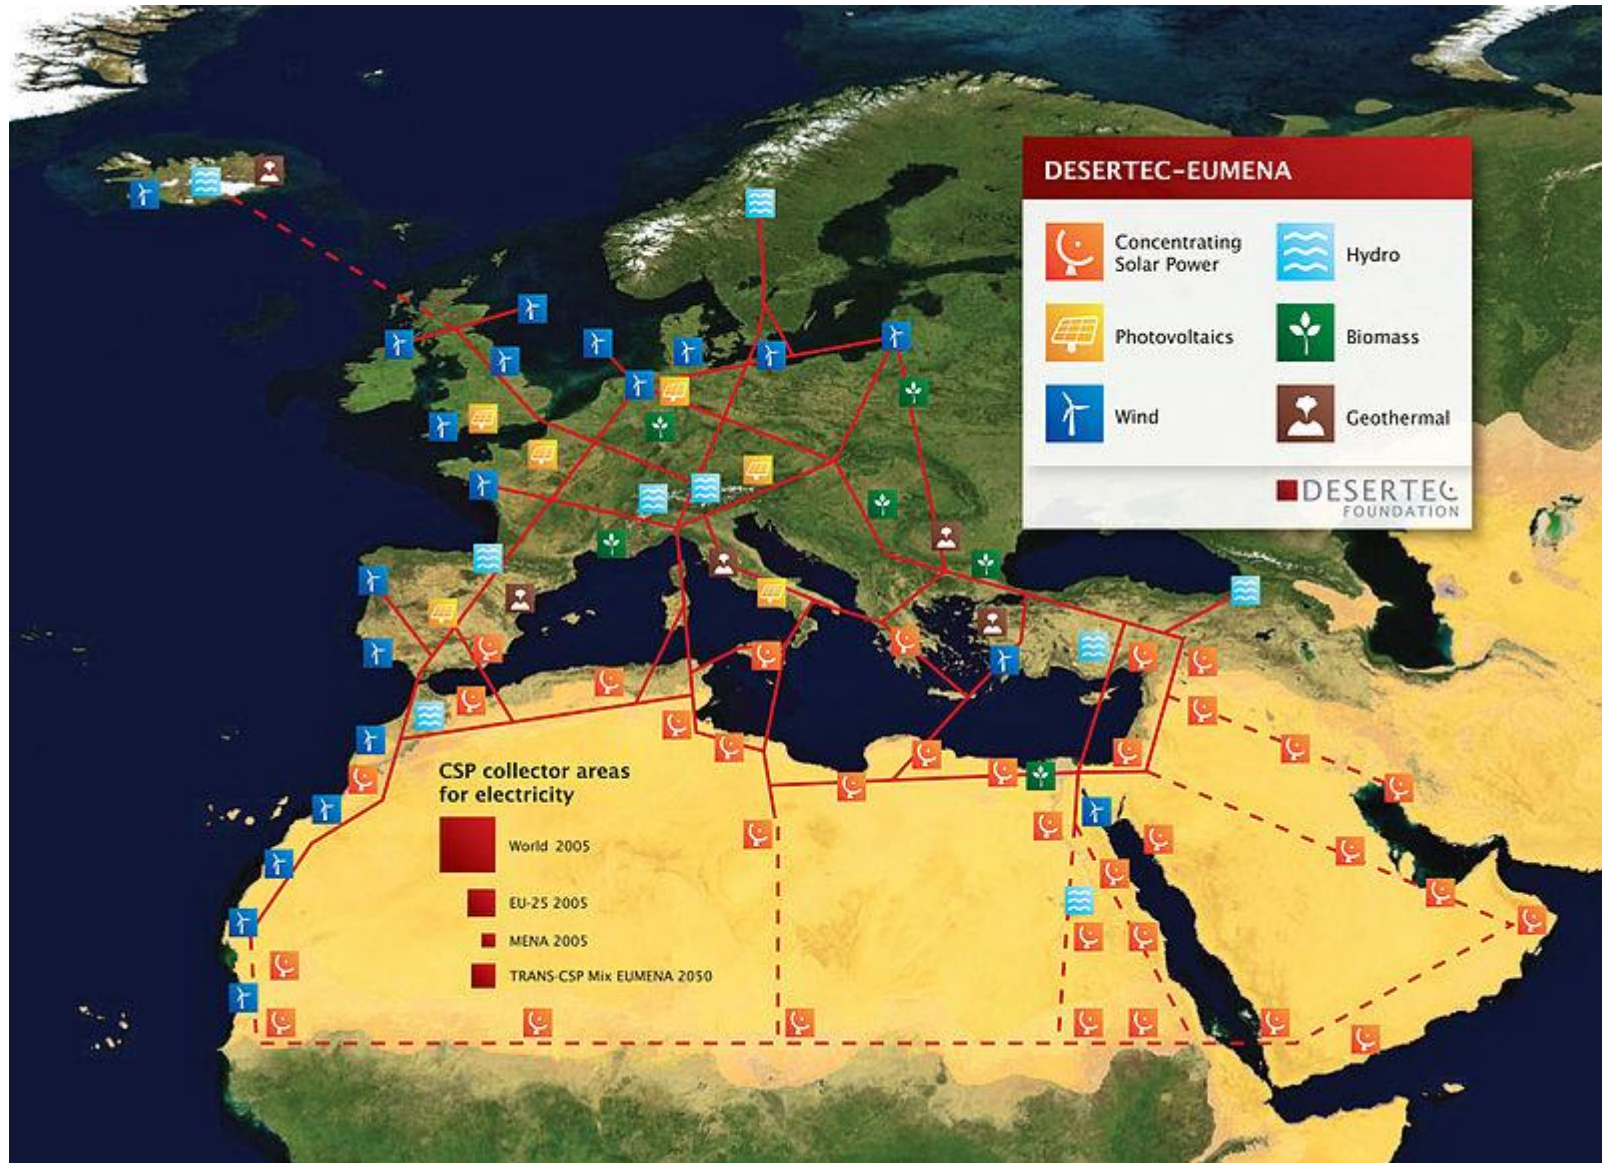 DESERTEC-EUMENA
Concentrating
Solar Power
Hydro
Photovoltaics
Biomass
Wind
Geothermal
DESERTEC
FOUNDATION
CSP collector areas
for electricity
World 2005
EU-25 2005
MENA 2005
TRANS-CSP Mix EUMENA 2050